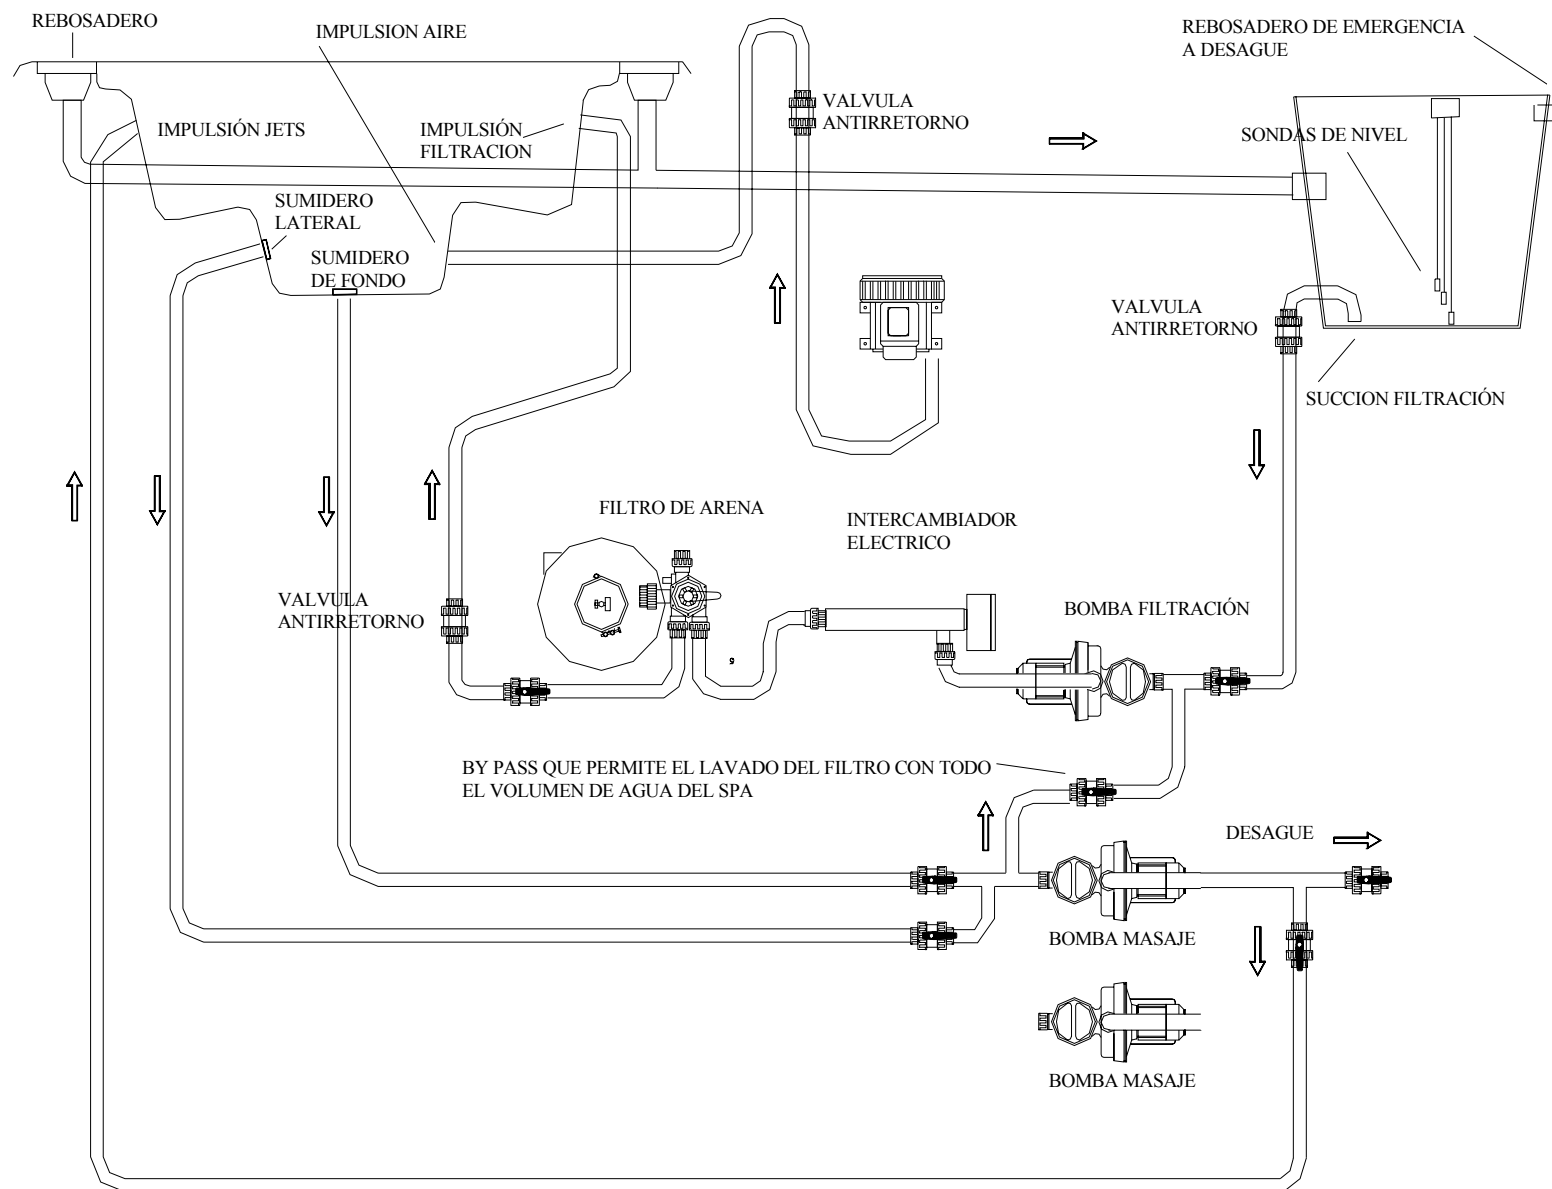 REBOSADERO
IMPULSION AIRE
REBOSADERO DE EMERGENCIA
A DESAGUE
VALVULA
ANTIRRETORNO
IMPULSIÓN JETS
IMPULSIÓN
FILTRACION
SONDAS DE NIVEL
SUMIDERO
LATERAL
SUMIDERO
DE FONDO
VALVULA
ANTIRRETORNO
SUCCION FILTRACIÓN
FILTRO DE ARENA
INTERCAMBIADOR
ELECTRICO
VALVULA
ANTIRRETORNO
BOMBA FILTRACIÓN
BY PASS QUE PERMITE EL LAVADO DEL FILTRO CON TODO
EL VOLUMEN DE AGUA DEL SPA
DESAGUE
BOMBA MASAJE
BOMBA MASAJE